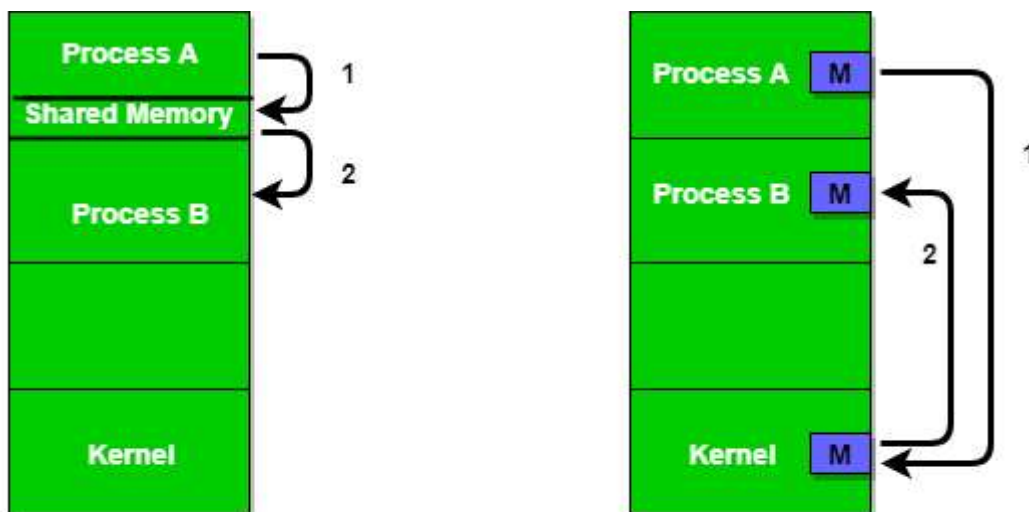 Process A
1
Shared Memory
2
Process B
Kernel
Process A M
1
Process B M
2
Kernel M